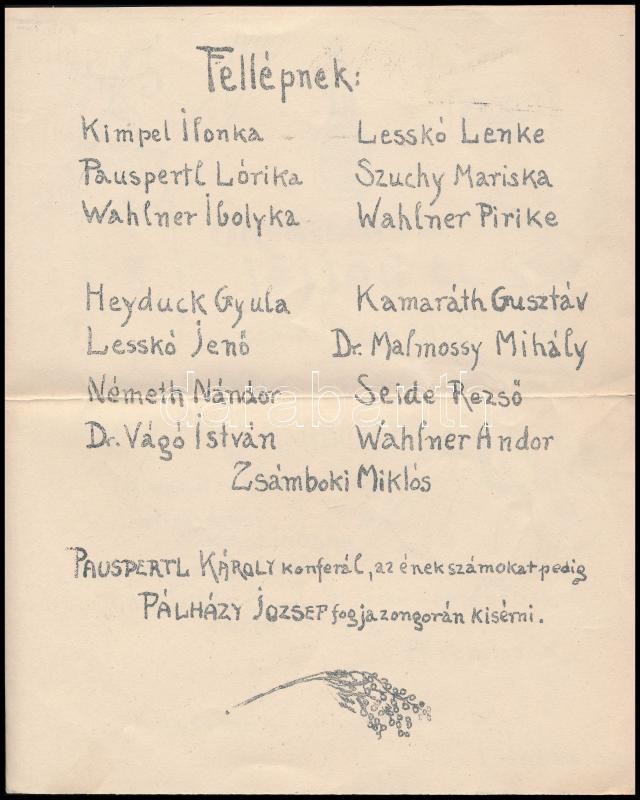 Fellépnek:
Kimpel Ilonka Lesskó Lenke
Pauspertl Lórika Szuchy Mariska
Wahlner Ibolyka Wahlner Pirike
Heyduck Gyula Kamaráth Gusztáv
Lesskó Jenő Dr. Malmossy Mihály
Németh Nándor Seide Rezső
darabanth
Dr. Vágó István Wahlner Andor
Zsámboki Miklós
PAUSPERTL KÁROLY konferál, az énekszámokat pedig
PÁLHÁZY JÓZSEF fogja zongorán kisérni.